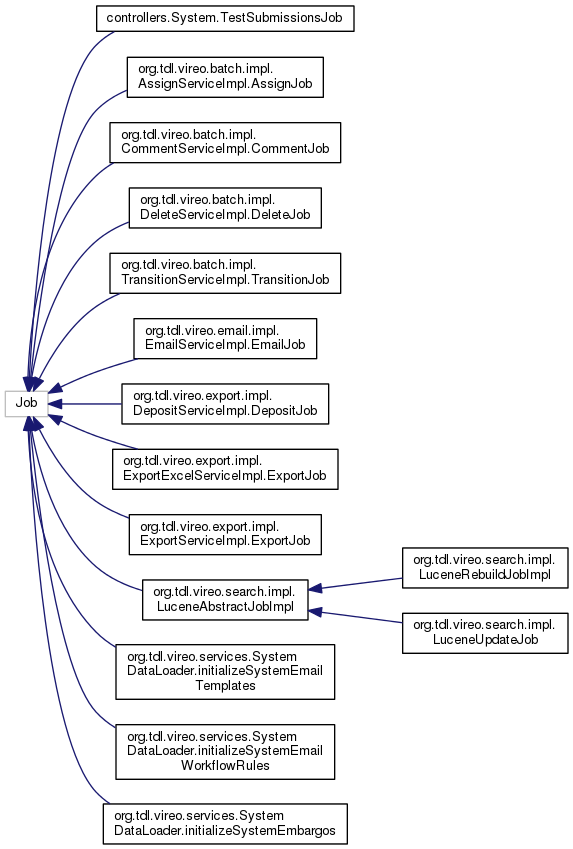 controllers.System.TestSubmissionsJob
org.tdl.vireo.batch.impl.
AssignServiceImpl.AssignJob
org.tdl.vireo.batch.impl.
CommentServiceImpl.CommentJob
org.tdl.vireo.batch.impl.
DeleteServiceImpl.DeleteJob
org.tdl.vireo.batch.impl.
TransitionServiceImpl.TransitionJob
org.tdl.vireo.email.impl.
EmailServiceImpl.EmailJob
Job
org.tdl.vireo.export.impl.
DepositServiceImpl.DepositJob
org.tdl.vireo.export.impl.
ExportExcelServiceImpl.ExportJob
org.tdl.vireo.export.impl.
ExportServiceImpl.ExportJob
org.tdl.vireo.search.impl.
LuceneAbstractJobImpl
org.tdl.vireo.search.impl.
LuceneRebuildJobImpl
org.tdl.vireo.search.impl.
LuceneUpdateJob
org.tdl.vireo.services.System
DataLoader.initializeSystemEmail
Templates
org.tdl.vireo.services.System
DataLoader.initializeSystemEmail
WorkflowRules
org.tdl.vireo.services.System
DataLoader.initializeSystemEmbargos